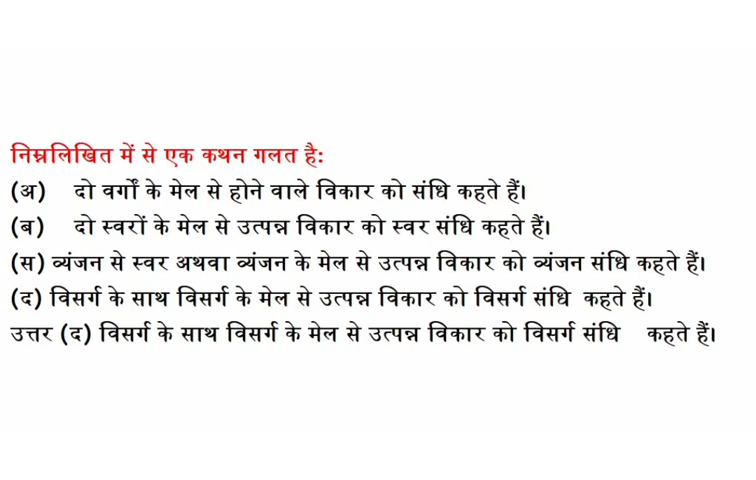 निम्नलिखित में से एक कथन गलत है:
(अ) दो वर्गों के मेल से होने वाले विकार को संधि कहते हैं।
(ब) दो स्वरों के मेल से उत्पन्न विकार को स्वर संधि कहते हैं।
(स) व्यंजन से स्वर अथवा व्यंजन के मेल से उत्पन्न विकार को व्यंजन संधि कहते हैं।
(द) विसर्ग के साथ विसर्ग के मेल से उत्पन्न विकार को विसर्ग संधि कहते हैं।
उत्तर (द) विसर्ग के साथ विसर्ग के मेल से उत्पन्न विकार को विसर्ग संधि कहते हैं।